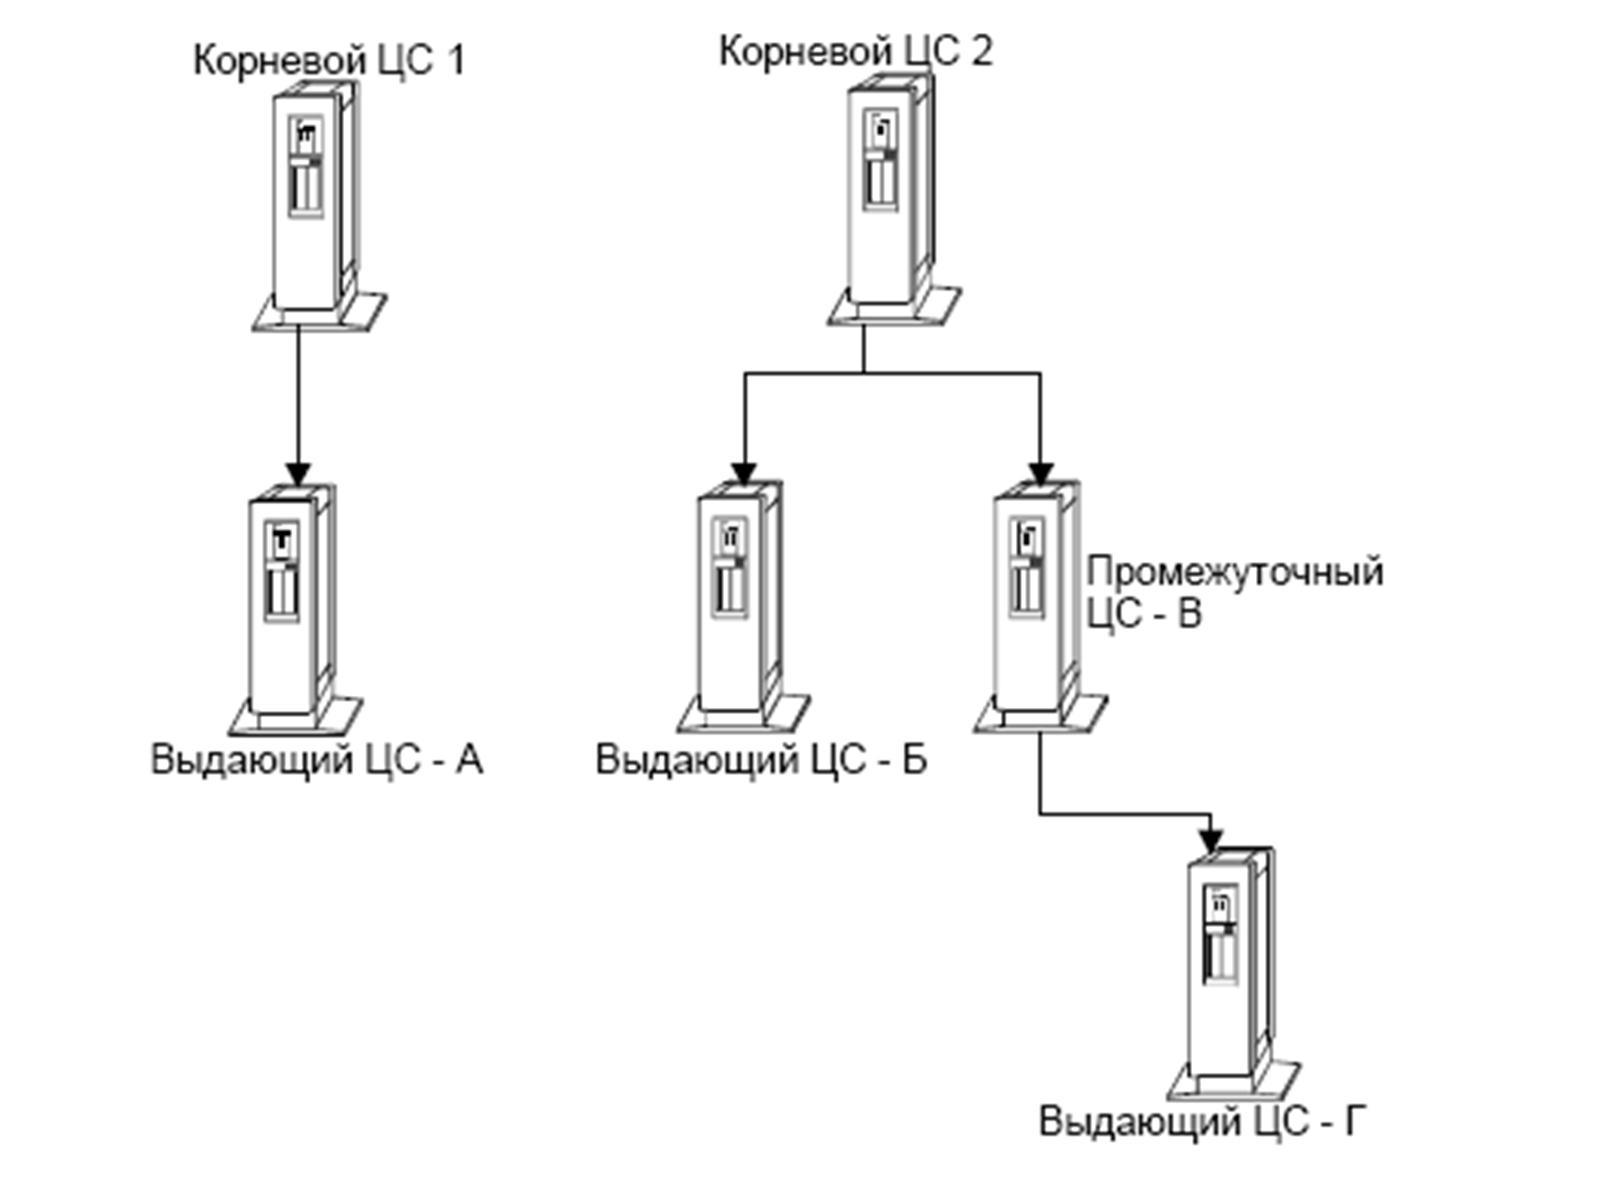 Корневой ЦС 1
Корневой ЦС 2
Промежуточный
ЦС - В
Выдающий ЦС - А
Выдающий ЦС - Б
Выдающий ЦС - Г